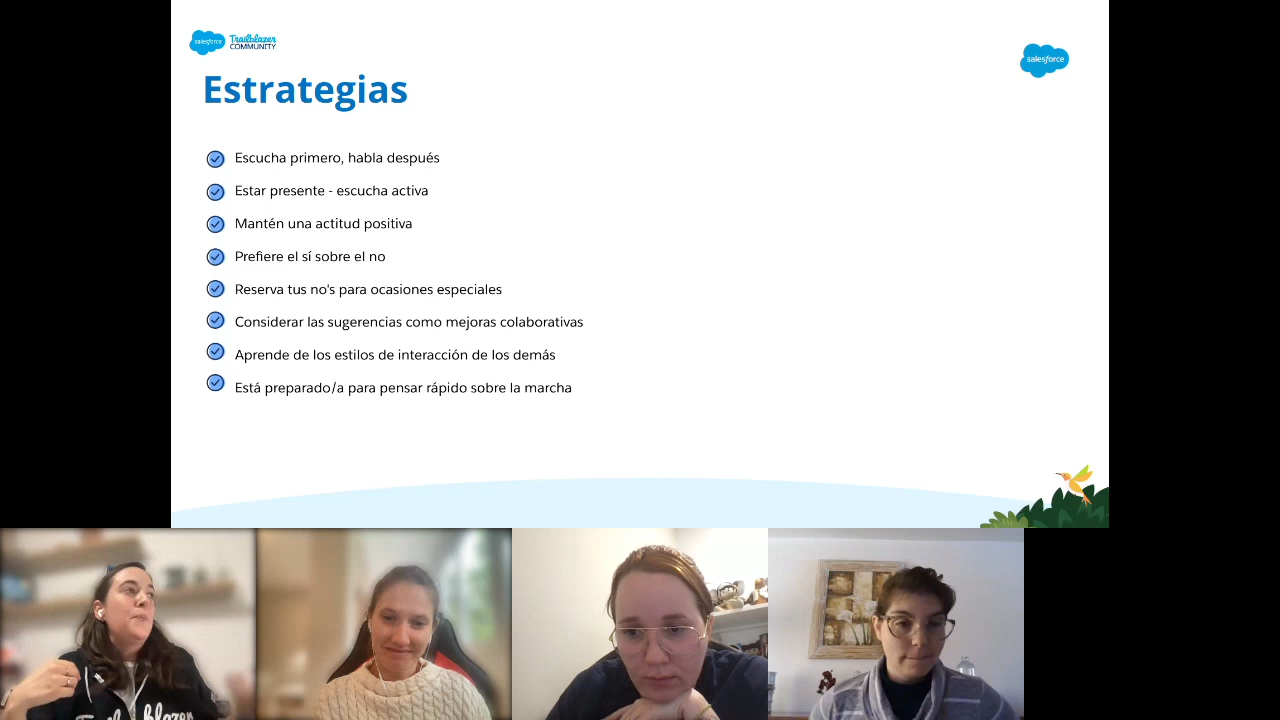 salesforce
Trailblazer
COMMUNITY
salesforce
Estrategias
Escucha primero, habla después
Estar presente - escucha activa
Mantén una actitud positiva
Prefiere el sí sobre el no
Reserva tus no's para ocasiones especiales
Considerar las sugerencias como mejoras colaborativas
Aprende de los estilos de interacción de los demás
Está preparado/a para pensar rápido sobre la marcha
Trailblazer